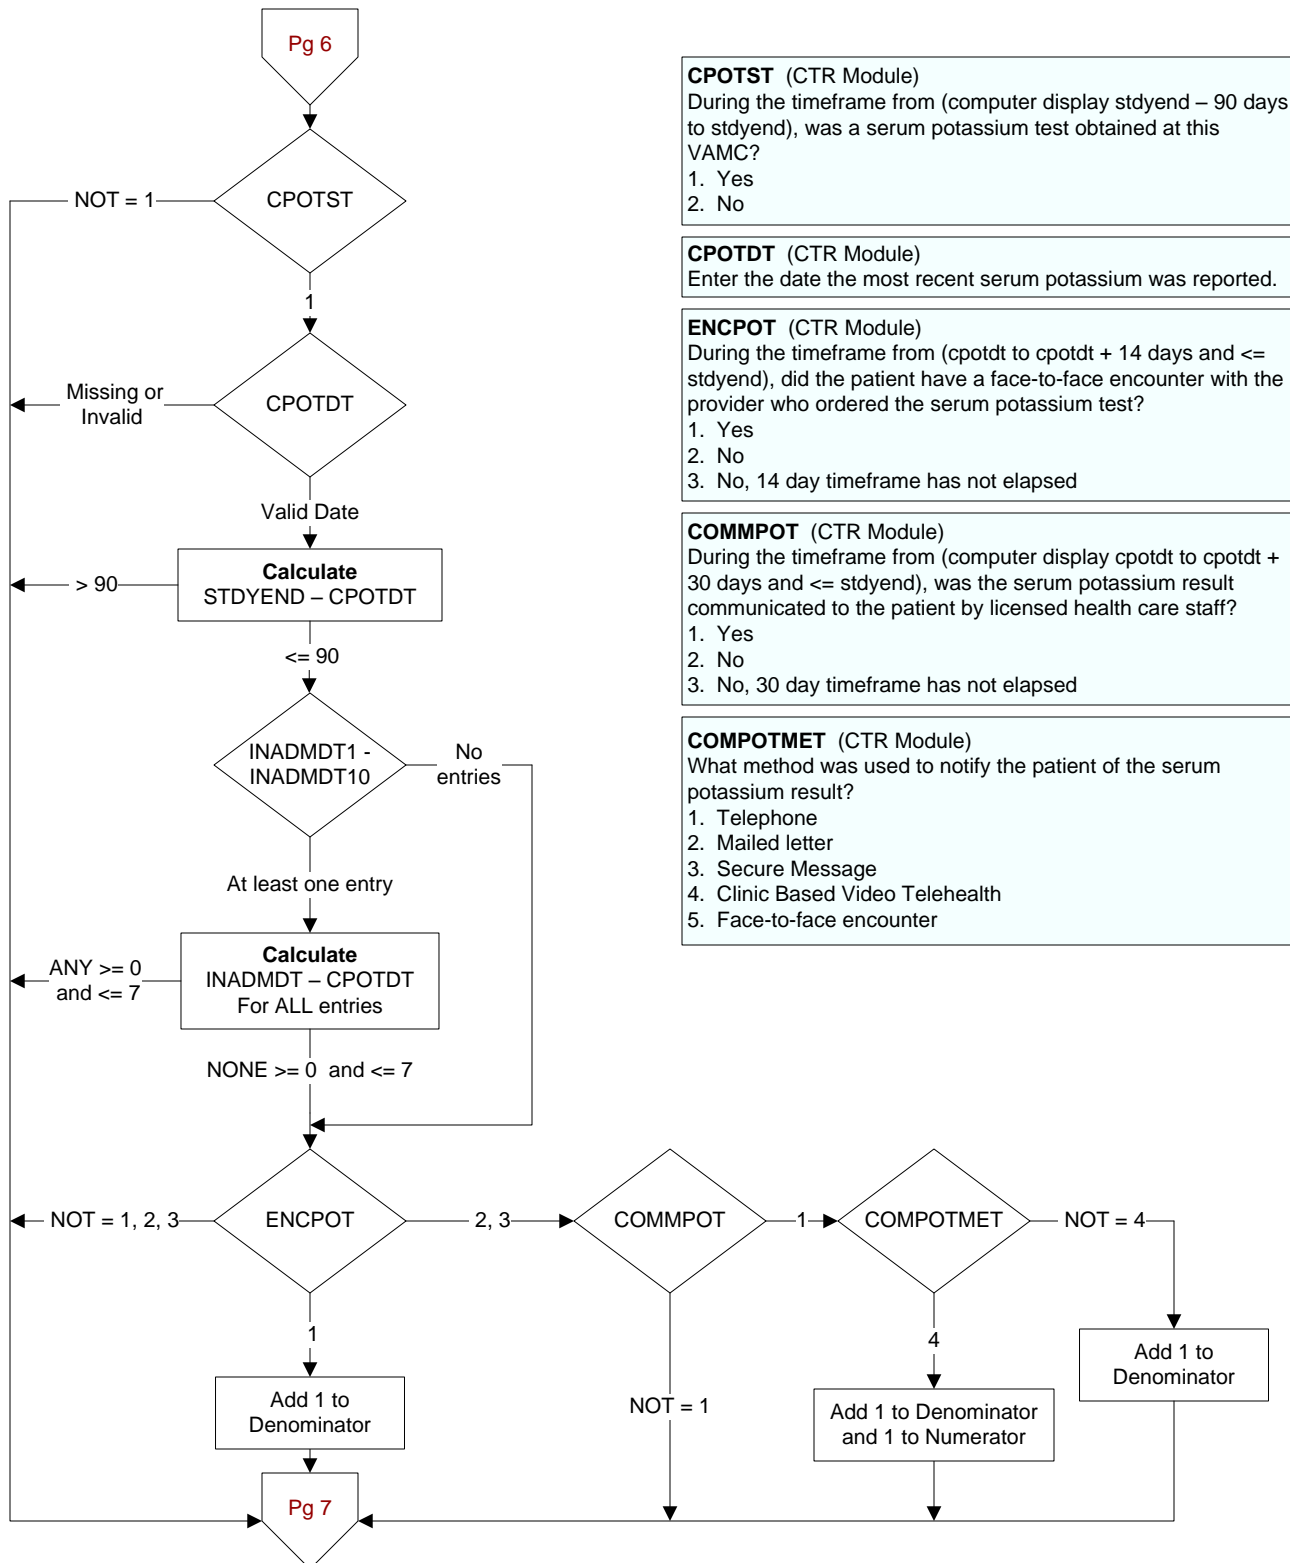 Pg 6
CPOTST
NOT = 1
1
CPOTDT
Missing or
Invalid
Valid Date
Calculate
STDYEND – CPOTDT
> 90
<= 90
INADMDT1 -
INADMDT10
No
entries
At least one entry
Calculate
INADMDT – CPOTDT
For ALL entries
ANY >= 0
and <= 7
NONE >= 0 and <= 7
ENCPOT
NOT = 1, 2, 3
2, 3
COMMPOT
1
COMPOTMET
NOT = 4
1
4
NOT = 1
Add 1 to
Denominator
Add 1 to Denominator
and 1 to Numerator
Add 1 to
Denominator
Pg 7
CPOTST (CTR Module)
During the timeframe from (computer display stdyend – 90 days
to stdyend), was a serum potassium test obtained at this
VAMC?
1. Yes
2. No
CPOTDT (CTR Module)
Enter the date the most recent serum potassium was reported.
ENCPOT (CTR Module)
During the timeframe from (cpotdt to cpotdt + 14 days and <=
stdyend), did the patient have a face-to-face encounter with the
provider who ordered the serum potassium test?
1. Yes
2. No
3. No, 14 day timeframe has not elapsed
COMMPOT (CTR Module)
During the timeframe from (computer display cpotdt to cpotdt +
30 days and <= stdyend), was the serum potassium result
communicated to the patient by licensed health care staff?
1. Yes
2. No
3. No, 30 day timeframe has not elapsed
COMPOTMET (CTR Module)
What method was used to notify the patient of the serum
potassium result?
1. Telephone
2. Mailed letter
3. Secure Message
4. Clinic Based Video Telehealth
5. Face-to-face encounter